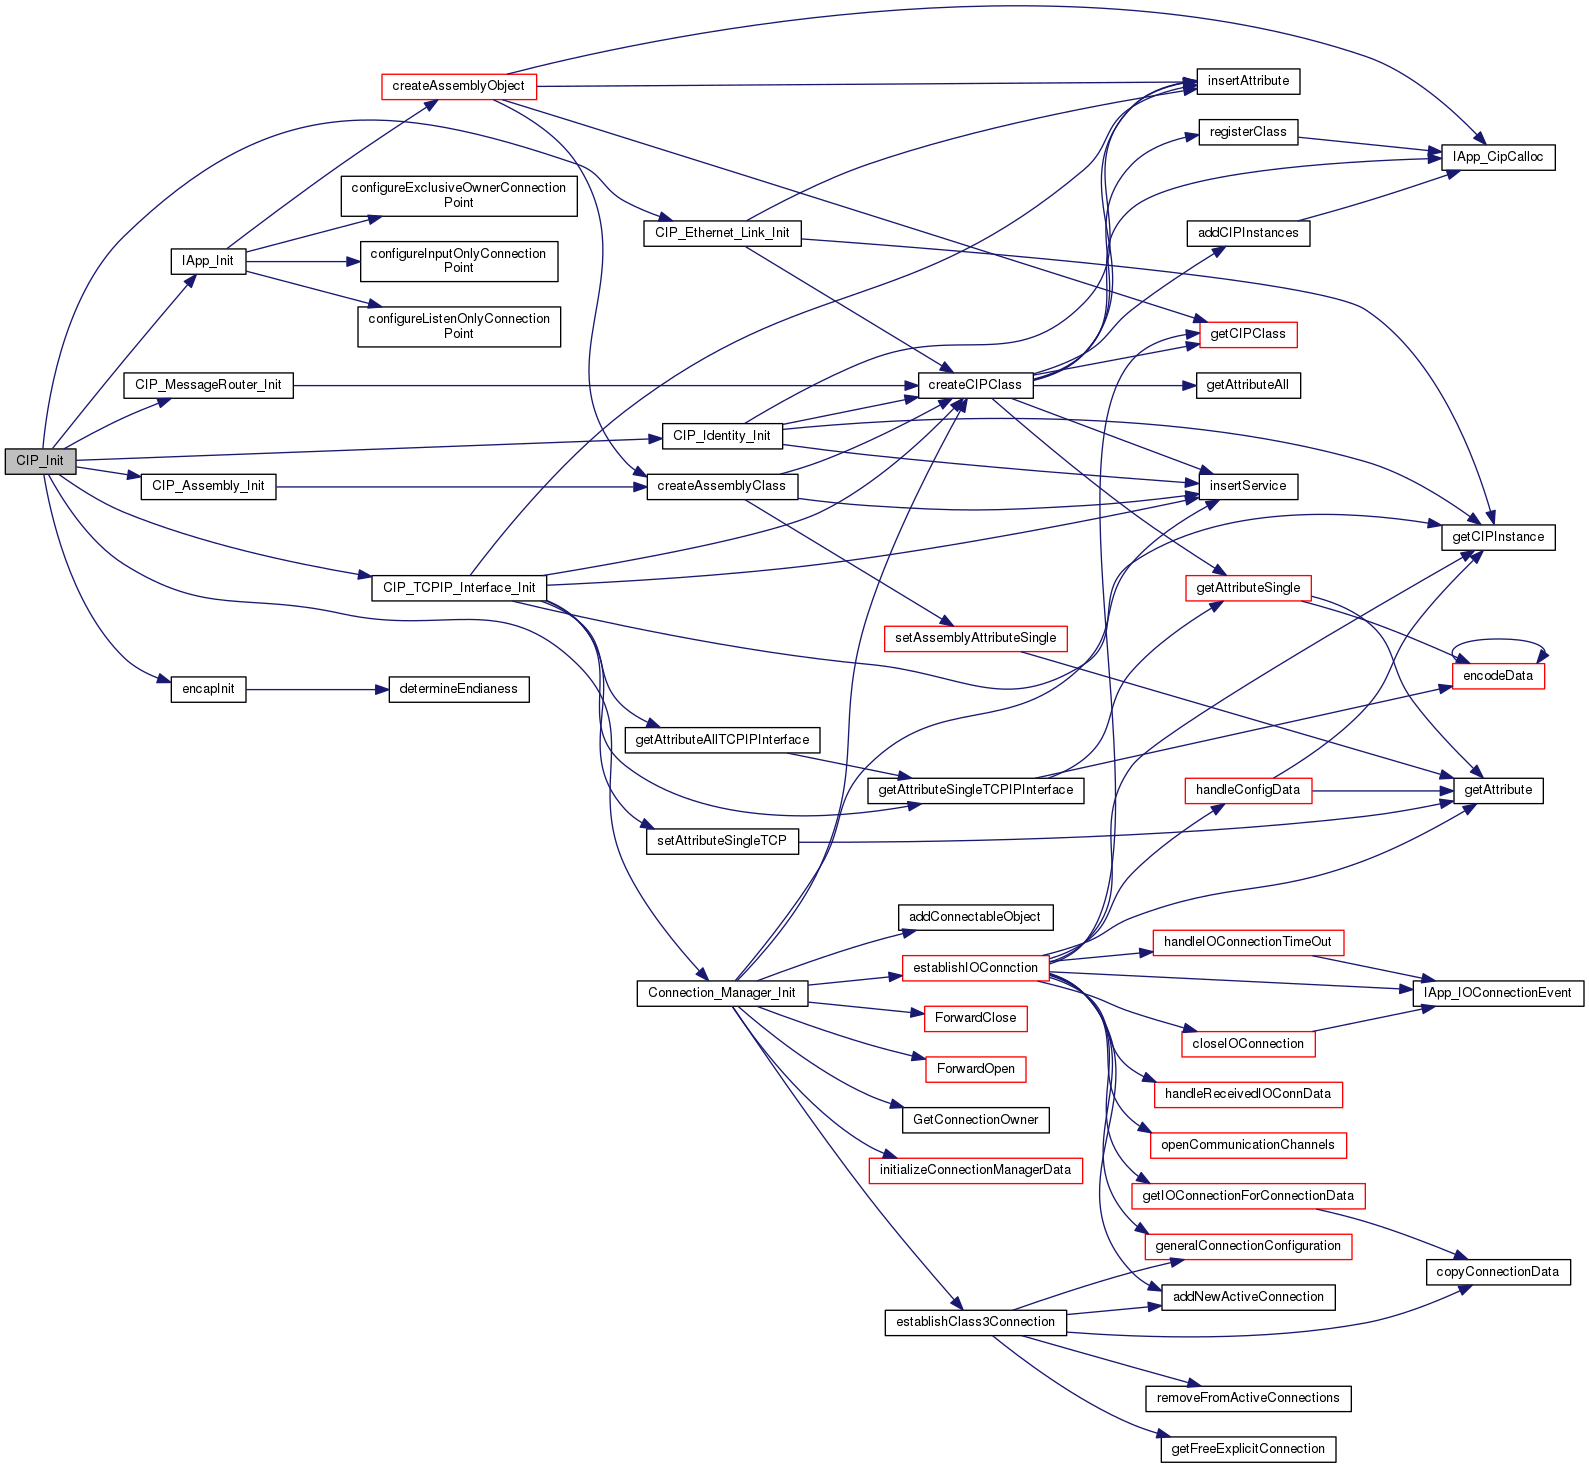 createAssemblyObject
insertAttribute
registerClass
IApp_CipCalloc
configureExclusiveOwnerConnection
Point
CIP_Ethernet_Link_Init
addCIPInstances
IApp_Init
configureInputOnlyConnection
Point
configureListenOnlyConnection
Point
getCIPClass
CIP_MessageRouter_Init
createCIPClass
getAttributeAll
CIP_Identity_Init
CIP_Init
CIP_Assembly_Init
createAssemblyClass
insertService
getCIPInstance
CIP_TCPIP_Interface_Init
getAttributeSingle
setAssemblyAttributeSingle
encodeData
encapInit
determineEndianess
getAttributeAllTCPIPInterface
getAttributeSingleTCPIPInterface
handleConfigData
getAttribute
setAttributeSingleTCP
addConnectableObject
handleIOConnectionTimeOut
establishIOConnction
Connection_Manager_Init
IApp_IOConnectionEvent
ForwardClose
closeIOConnection
ForwardOpen
handleReceivedIOConnData
GetConnectionOwner
openCommunicationChannels
initializeConnectionManagerData
getIOConnectionForConnectionData
generalConnectionConfiguration
copyConnectionData
addNewActiveConnection
establishClass3Connection
removeFromActiveConnections
getFreeExplicitConnection